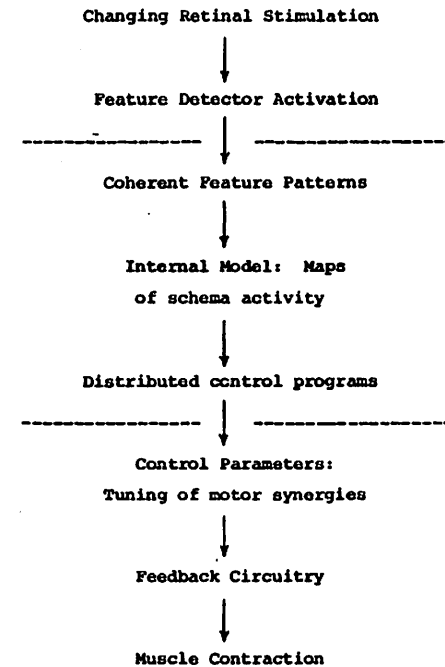 Changing Retinal Stimulation
Feature Detector Activation
Coherent Feature Patterns
Internal Model: Maps
of schema activity
Distributed control programs
Control Parameters:
Tuning of motor synergies
Feedback Circuitry
Muscle Contraction